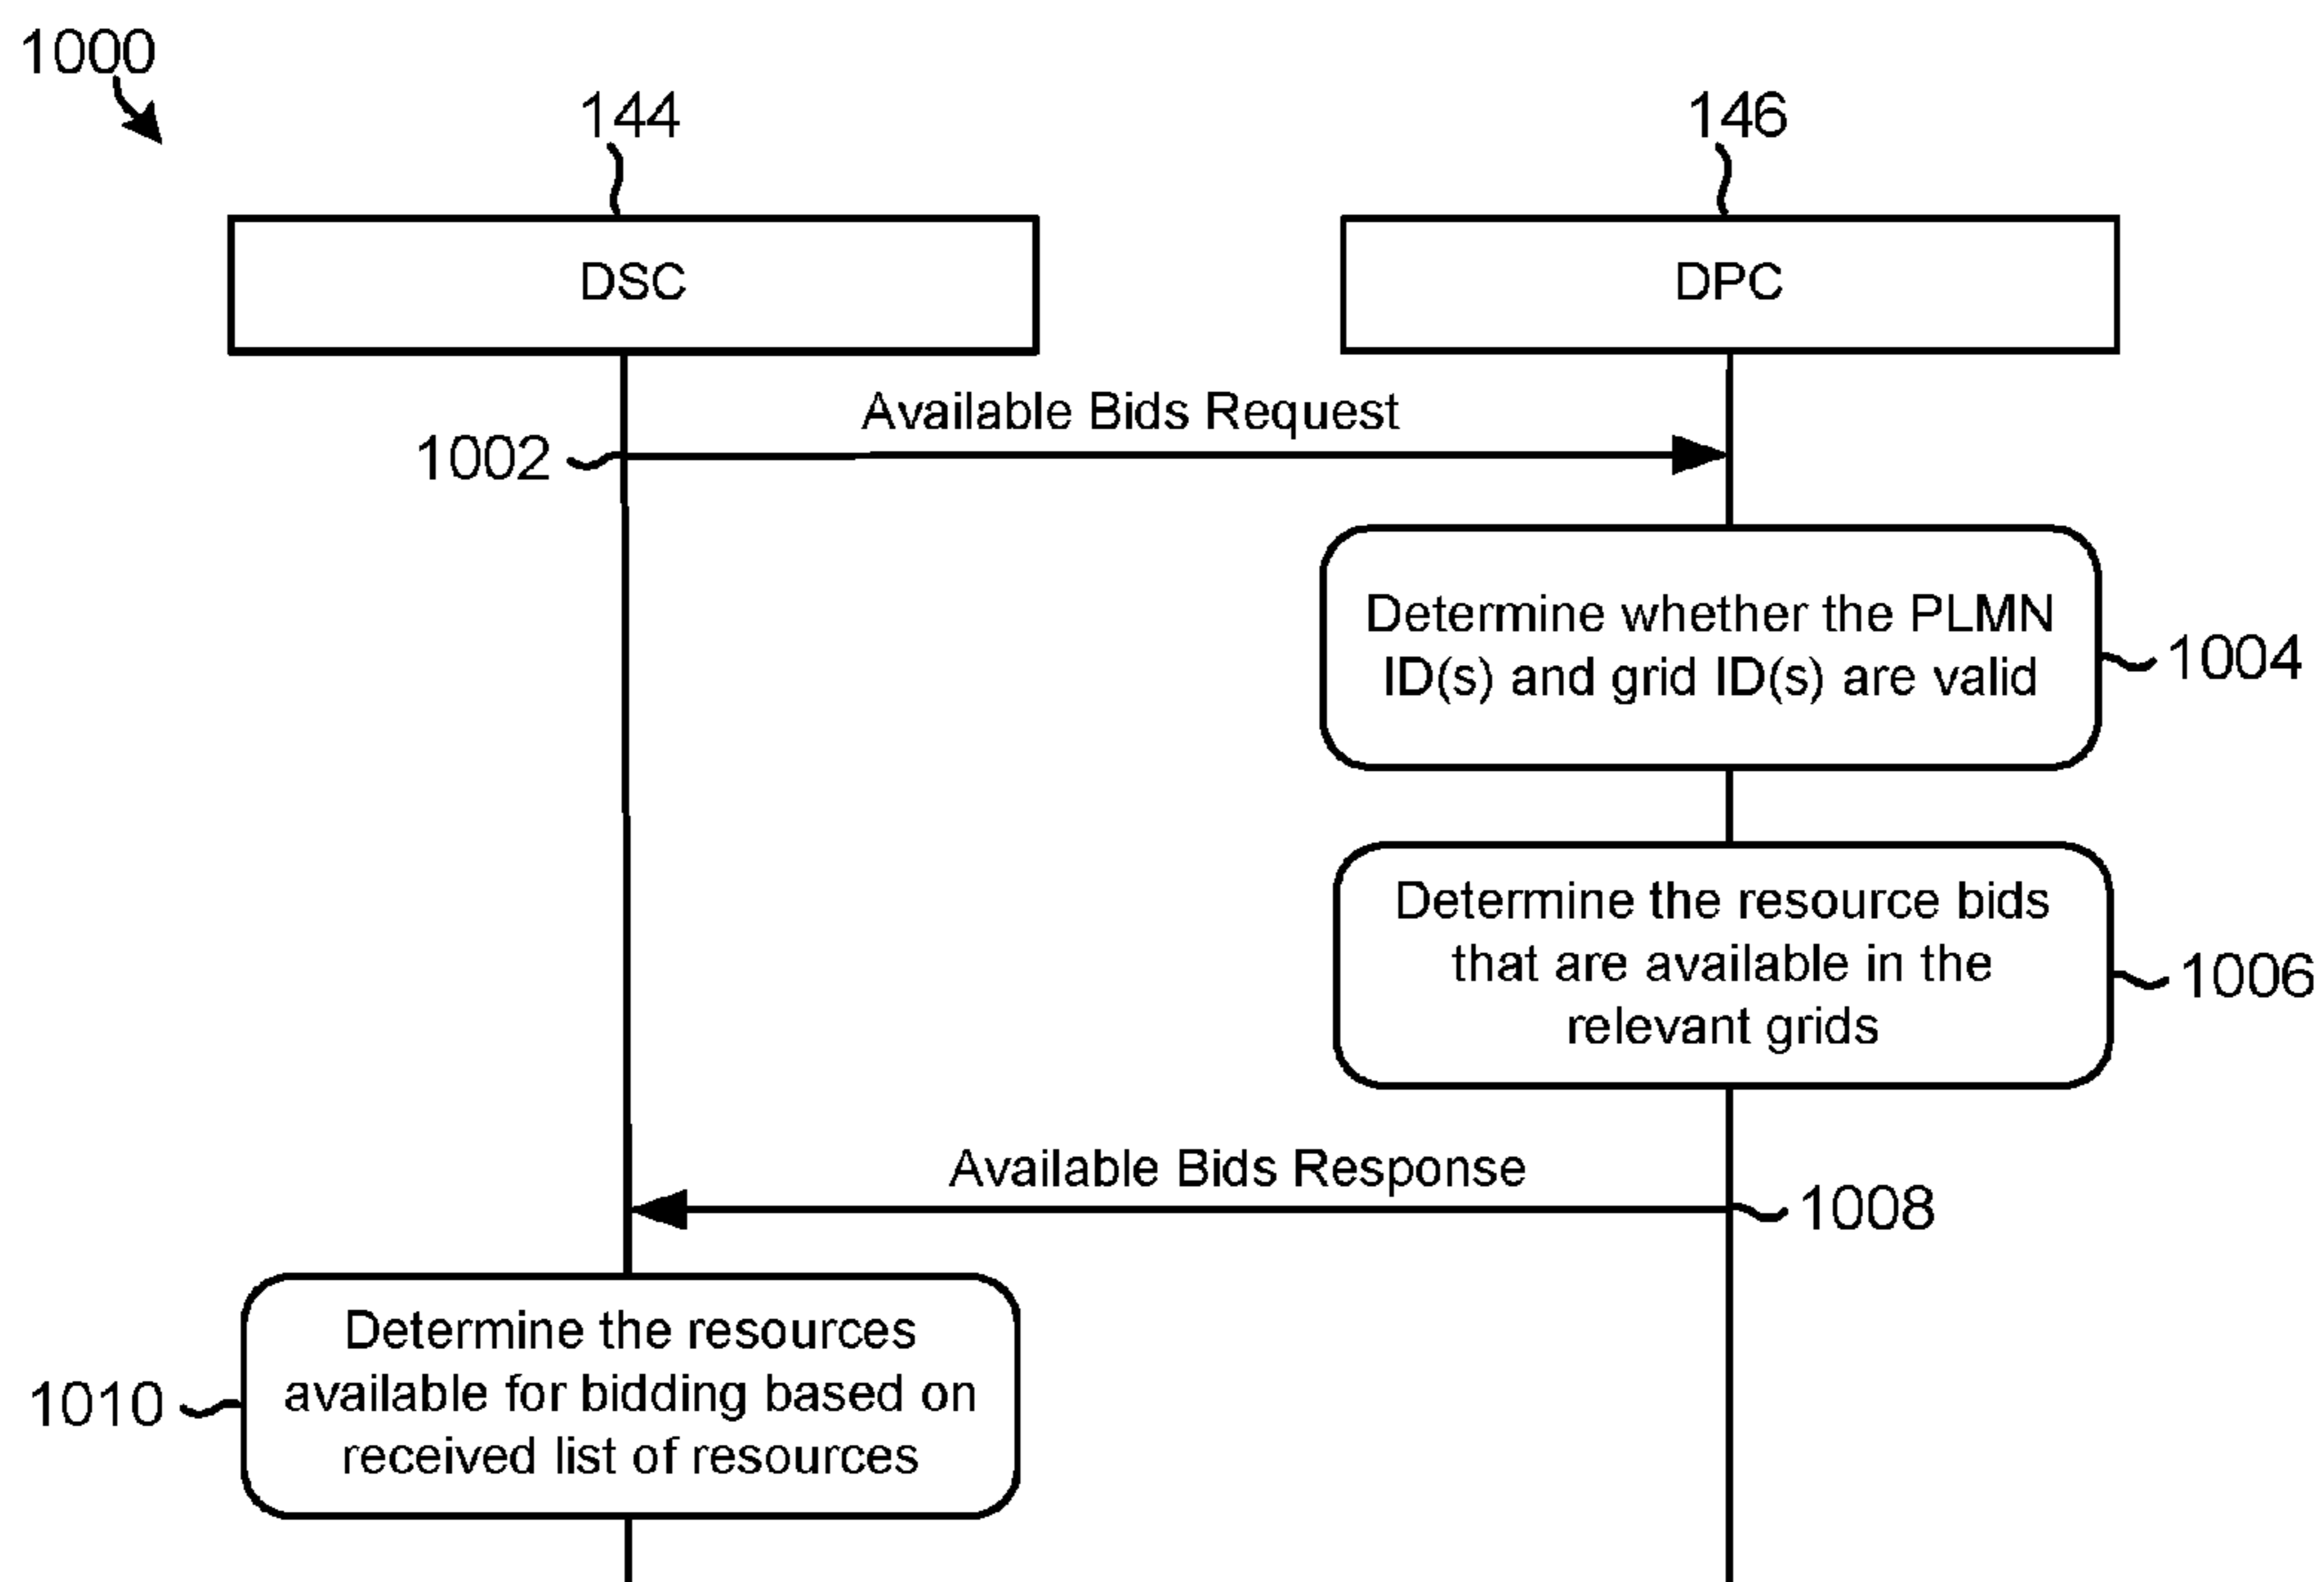 1000
144
146
DSC
DPC
Available Bids Request
1002
Determine whether the PLMN
ID(s) and grid ID(s) are valid
1004
Determine the resource bids
that are available in the
relevant grids
1006
Available Bids Response
1008
Determine the resources
available for bidding based on
received list of resources
1010